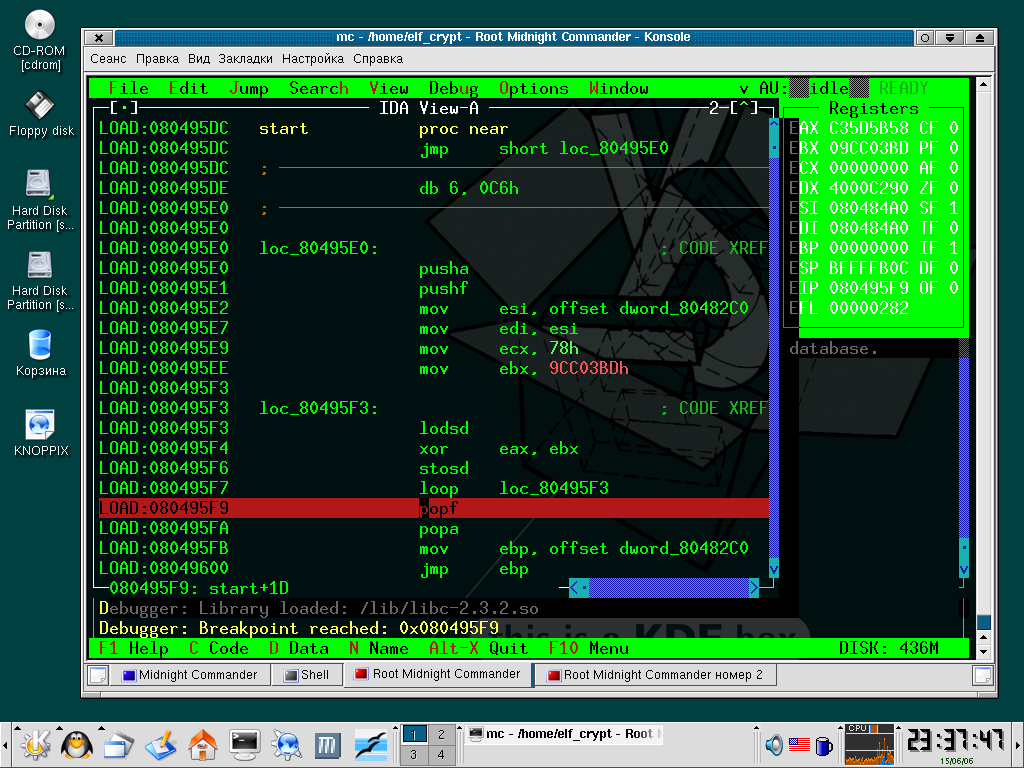 CD-ROM
[cdrom]
Floppy disk
Hard Disk
Partition [s...
Hard Disk
Partition [s...
Корзина
KNOPPIX
mc - /home/elf_crypt - Root Midnight Commander - Konsole
Сеанс Правка Вид Закладки Настройка Справка
File Edit Jump Search View Debug Options Window v AU: idle READY
[·] IDA View-A 2-[^]
LOAD:080495DC start proc near
LOAD:080495DC jmp short loc_80495E0
LOAD:080495DC ;
LOAD:080495DE db 6, 0C6h
LOAD:080495E0 ;
LOAD:080495E0
LOAD:080495E0 loc_80495E0: ; CODE XREF
LOAD:080495E0 pusha
LOAD:080495E1 pushf
LOAD:080495E2 mov esi, offset dword_80482C0
LOAD:080495E7 mov edi, esi
LOAD:080495E9 mov ecx, 78h
LOAD:080495EE mov ebx, 9CC03BDh
LOAD:080495F3
LOAD:080495F3 loc_80495F3: ; CODE XREF
LOAD:080495F3 lodsd
LOAD:080495F4 xor eax, ebx
LOAD:080495F6 stosd
LOAD:080495F7 loop loc_80495F3
LOAD:080495F9 popf
LOAD:080495FA popa
LOAD:080495FB mov ebp, offset dword_80482C0
LOAD:08049600 jmp ebp
080495F9: start+1D
Registers
EAX C35D5B58 CF 0
EBX 09CC03BD PF 0
ECX 00000000 AF 0
EDX 4000C290 ZF 0
ESI 080484A0 SF 1
EDI 080484A0 TF 0
EBP 00000000 IF 1
ESP BFFFFB0C DF 0
EIP 080495F9 OF 0
EFL 00000282
database.
Debugger: Library loaded: /lib/libc-2.3.2.so
Debugger: Breakpoint reached: 0x080495F9
This is a KDE box
F1 Help C Code D Data N Name Alt-X Quit F10 Menu DISK: 436M
Midnight Commander
Shell
Root Midnight Commander
Root Midnight Commander номер 2
1 2
3 4
mc - /home/elf_crypt - Root
CPU
23:37:47
15/06/06